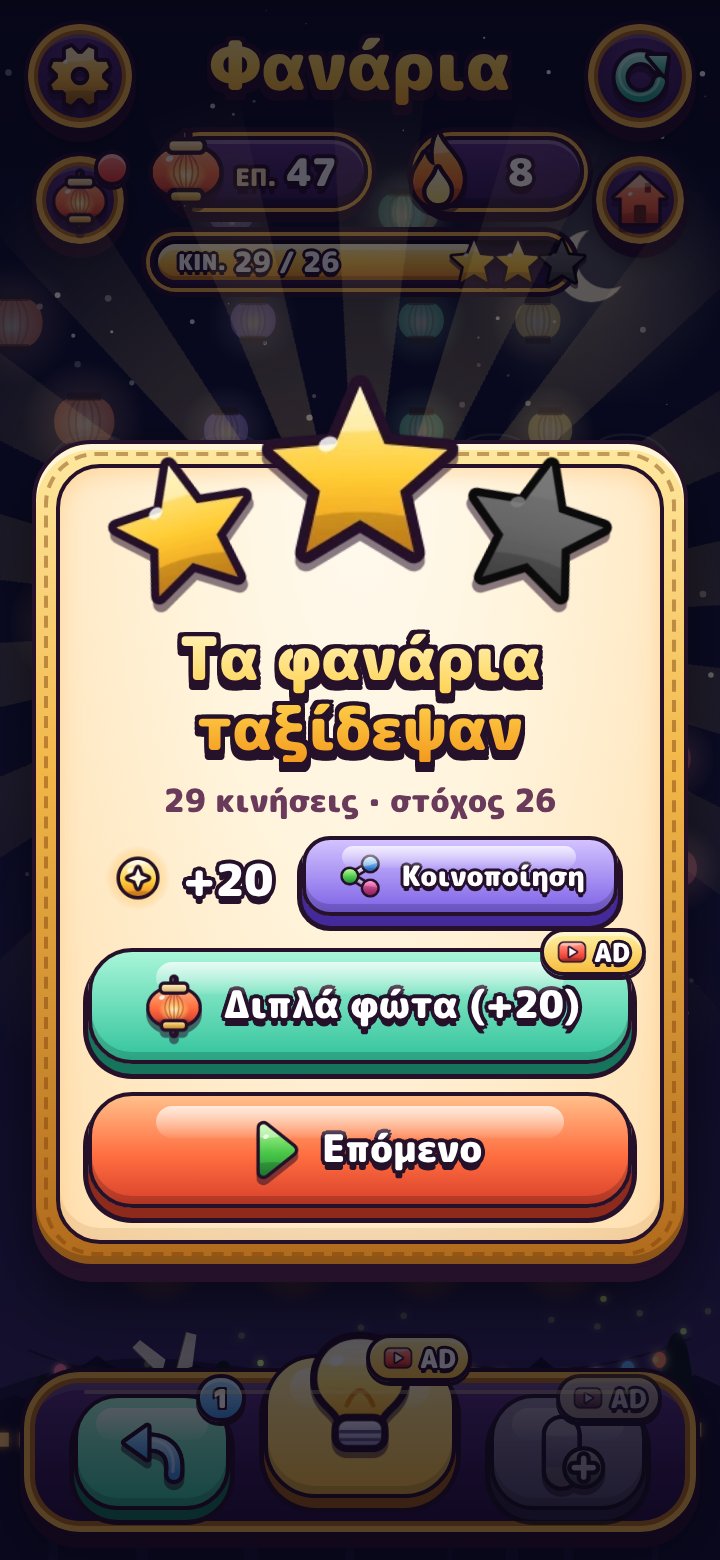 Φανάρια
ΕΠ. 47
8
ΚΙΝ. 29 / 26
Τα φανάρια
ταξίδεψαν
29 κινήσεις · στόχος 26
+20
Κοινοποίηση
AD
Διπλά φώτα (+20)
Επόμενο
1
AD
AD